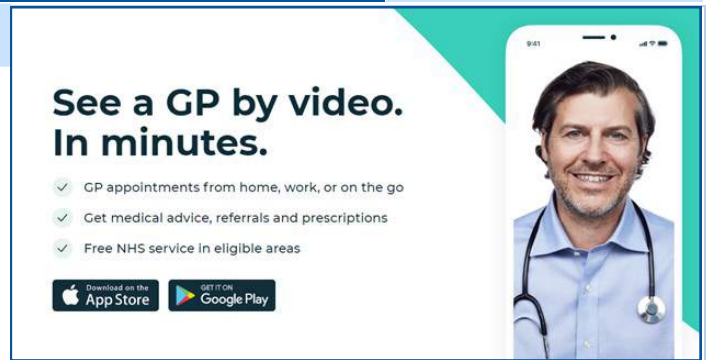 See a GP by video.
In minutes.
GP appointments from home, work, or on the go
Get medical advice, referrals and prescriptions
Free NHS service in eligible areas
Download on the
App Store
GET IT ON
Google Play
9:41